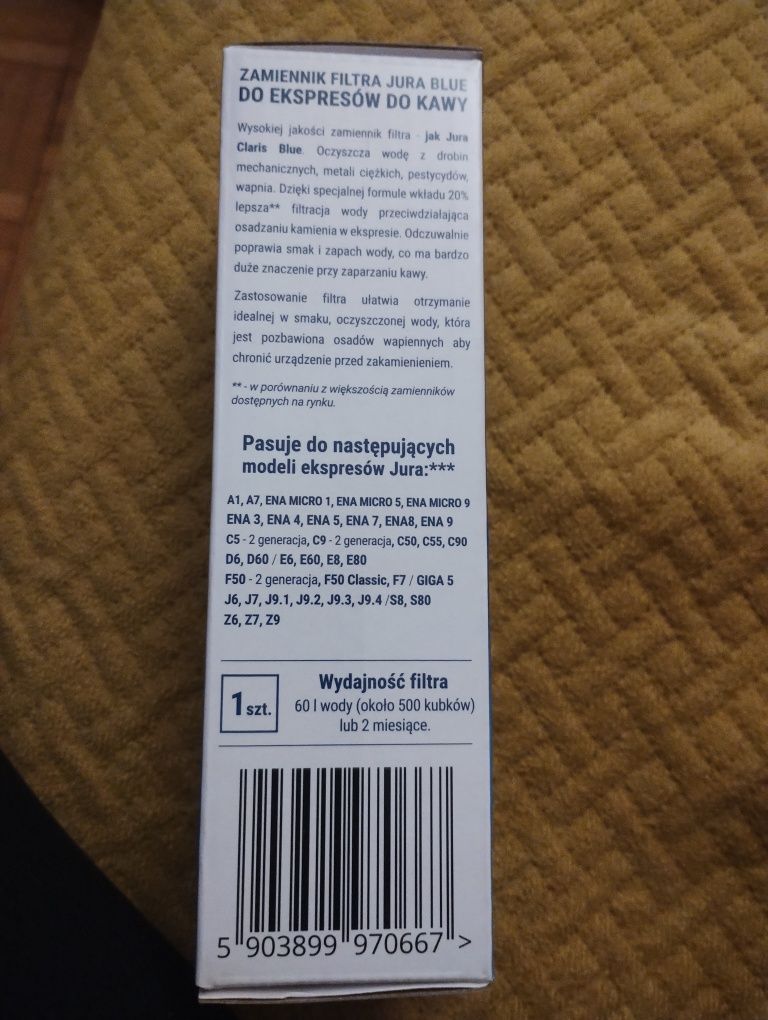 ZAMIENNIK FILTRA JURA BLUE
DO EKSPRESÓW DO KAWY
Wysokiej jakości zamiennik filtra - jak Jura
Claris Blue. Oczyszcza wodę z drobin
mechanicznych, metali ciężkich, pestycydów,
wapnia. Dzięki specjalnej formule wkładu 20%
lepsza** filtracja wody przeciwdziałająca
osadzaniu kamienia w ekspresie. Odczuwalnie
poprawia smak i zapach wody, co ma bardzo
duże znaczenie przy zaparzaniu kawy.
Zastosowanie filtra ułatwia otrzymanie
idealnej w smaku, oczyszczonej wody, która
jest pozbawiona osadów wapiennych aby
chronić urządzenie przed zakamienieniem.
** - w porównaniu z większością zamienników
dostępnych na rynku.
Pasuje do następujących
modeli ekspresów Jura:***
A1, A7, ENA MICRO 1, ENA MICRO 5, ENA MICRO 9
ENA 3, ENA 4, ENA 5, ENA 7, ENA8, ENA 9
C5 - 2 generacja, C9 - 2 generacja, C50, C55, C90
D6, D60 / E6, E60, E8, E80
F50 - 2 generacja, F50 Classic, F7 / GIGA 5
J6, J7, J9.1, J9.2, J9.3, J9.4 /S8, S80
Z6, Z7, Z9
1 szt.
Wydajność filtra
60 l wody (około 500 kubków)
lub 2 miesiące.
5 903899 970667 >